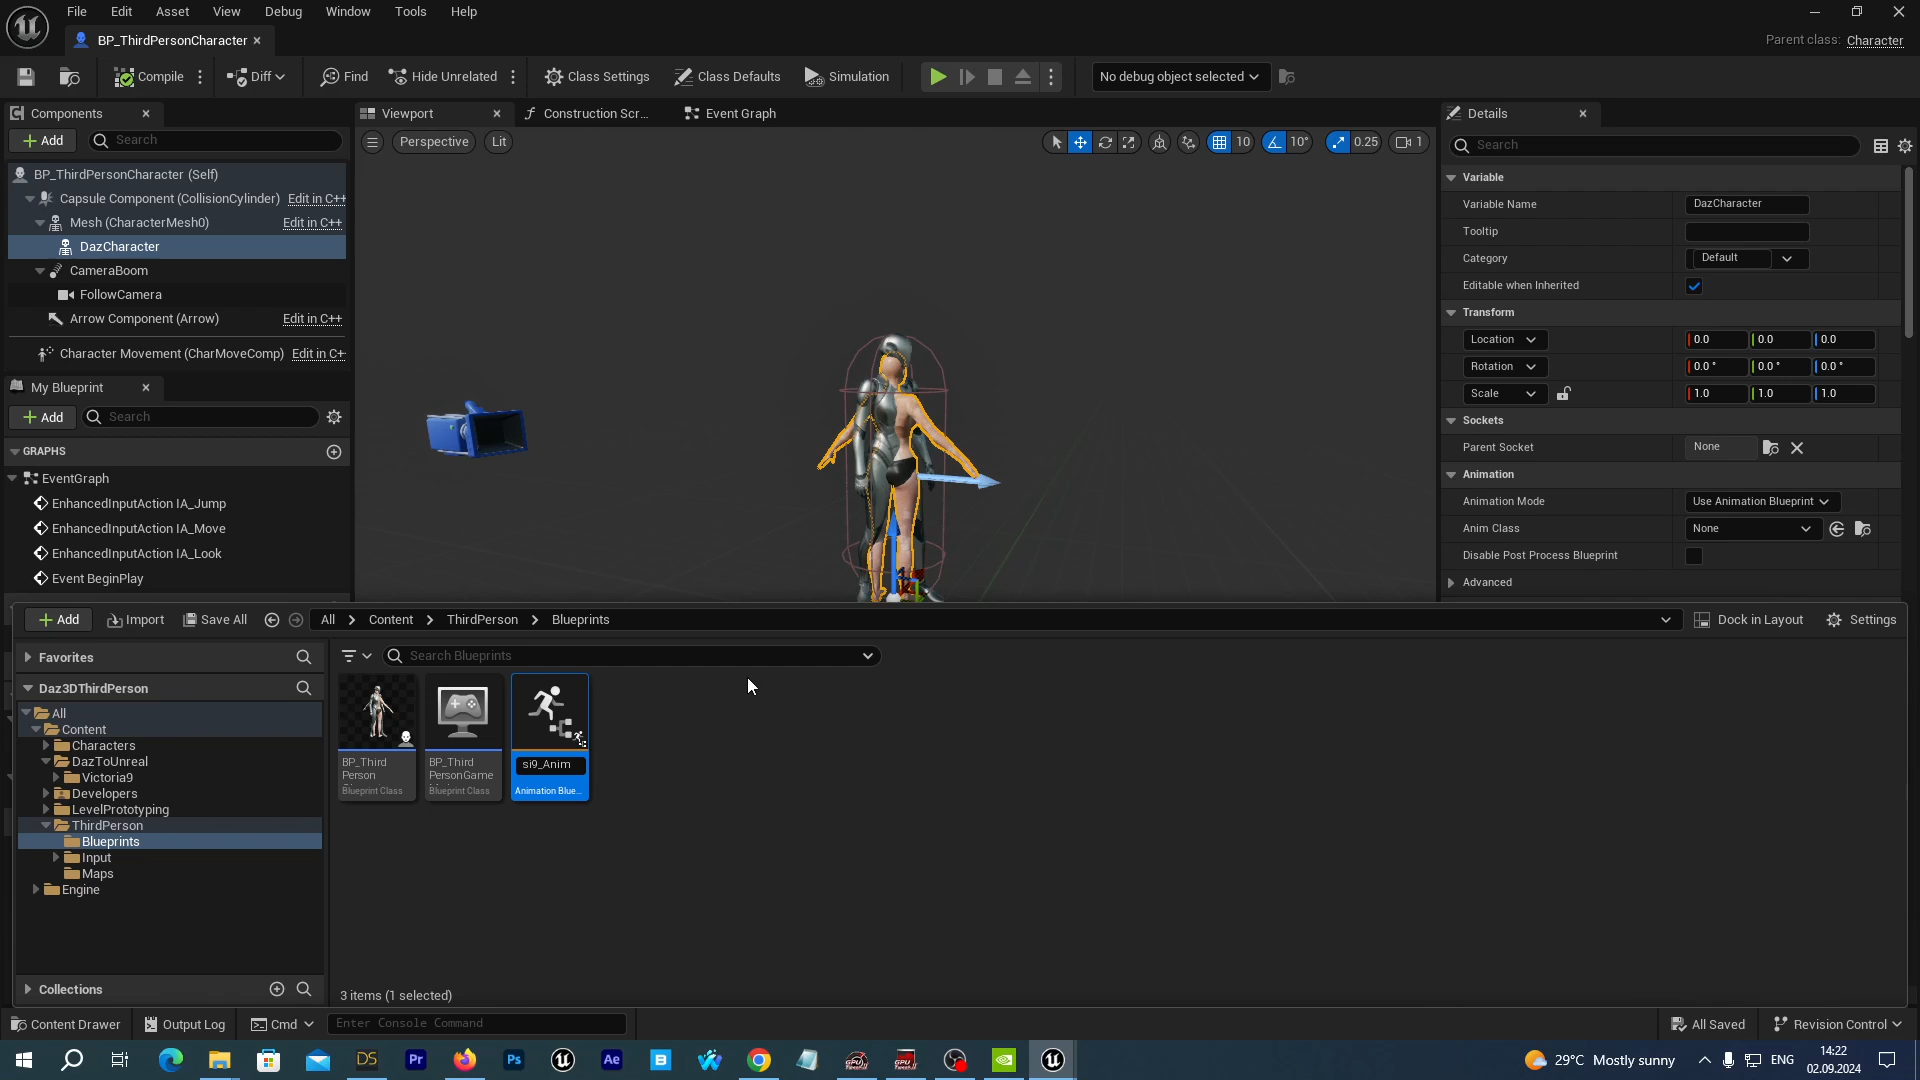 File Edit Asset View Debug Window Tools Help
BP_ThirdPersonCharacter
Parent class: Character
Compile Diff Find Hide Unrelated Class Settings Class Defaults Simulation No debug object selected
Components Viewport Construction Scr... Event Graph Details
Add Search Perspective Lit 10 10° 0.25 1 Search
BP_ThirdPersonCharacter (Self)
Capsule Component (CollisionCylinder) Edit in C++
Mesh (CharacterMesh0) Edit in C++
DazCharacter
CameraBoom
FollowCamera
Arrow Component (Arrow) Edit in C++
Character Movement (CharMoveComp) Edit in C+
My Blueprint
Add Search
GRAPHS
EventGraph
EnhancedInputAction IA_Jump
EnhancedInputAction IA_Move
EnhancedInputAction IA_Look
Event BeginPlay
Variable
Variable Name DazCharacter
Tooltip
Category Default
Editable when Inherited
Transform
Location 0.0 0.0 0.0
Rotation 0.0 ° 0.0 ° 0.0 °
Scale 1.0 1.0 1.0
Sockets
Parent Socket None
Animation
Animation Mode Use Animation Blueprint
Anim Class None
Disable Post Process Blueprint
Advanced
Add Import Save All All Content ThirdPerson Blueprints Dock in Layout Settings
Favorites
Search Blueprints
Daz3DThirdPerson
All
Content
Characters
DazToUnreal
Victoria9
Developers
LevelPrototyping
ThirdPerson
Blueprints
Input
Maps
Engine
Collections
BP_Third
Person
Blueprint Class
BP_Third
PersonGame
Blueprint Class
si9_Anim
Animation Blue...
3 items (1 selected)
Content Drawer Output Log Cmd Enter Console Command All Saved Revision Control
29°C Mostly sunny ENG
14:22
02.09.2024